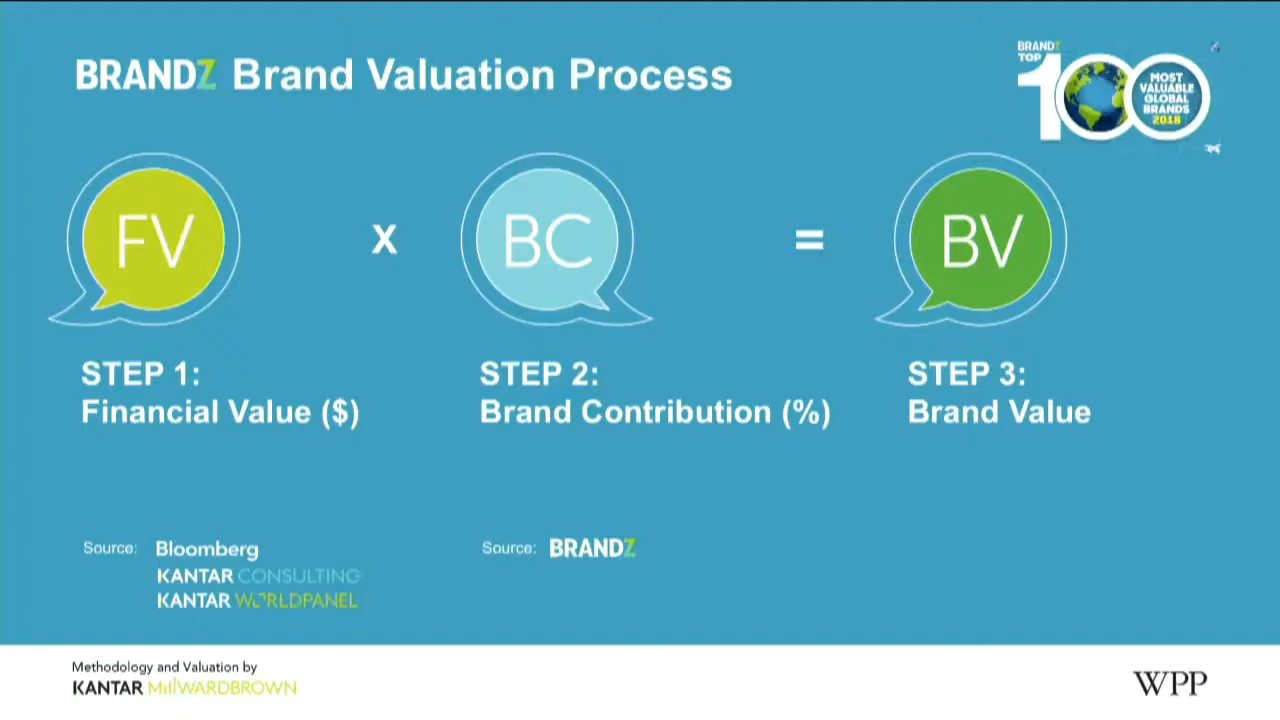 BRANDZ Brand Valuation Process
BRANDZ
TOP
100
MOST
VALUABLE
GLOBAL
BRANDS
2018
FV
x
BC
=
BV
STEP 1:
Financial Value ($)
STEP 2:
Brand Contribution (%)
STEP 3:
Brand Value
Source: Bloomberg
KANTAR CONSULTING
KANTAR WORLDPANEL
Source: BRANDZ
Methodology and Valuation by
KANTAR MillWARDBROWN
WPP